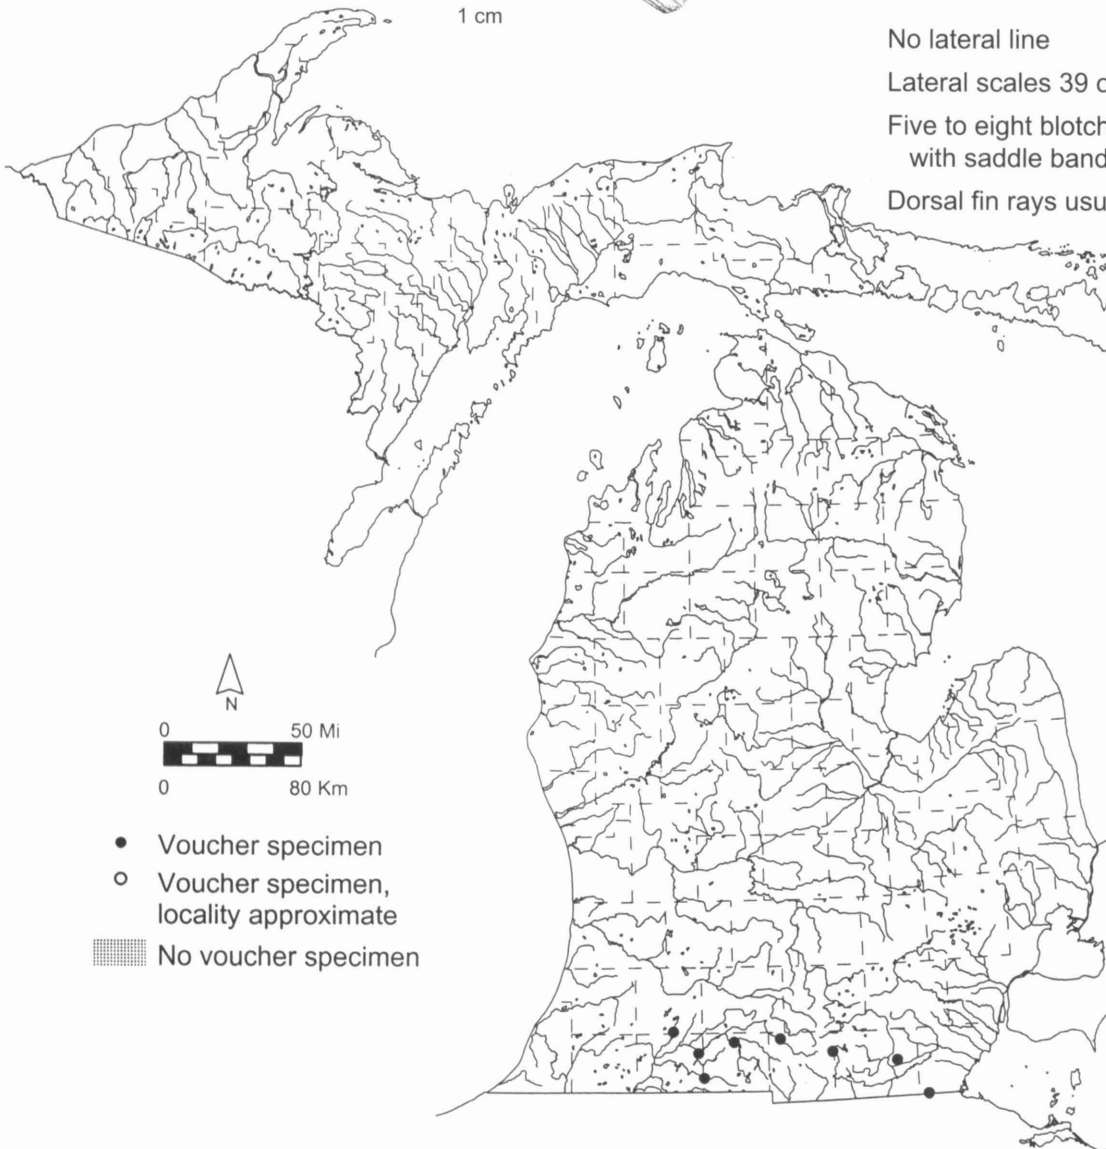 1 cm
No lateral line
Lateral scales 39 o
Five to eight blotch
with saddle band
Dorsal fin rays usu
N
0 50 Mi
0 80 Km
Voucher specimen
Voucher specimen,
locality approximate
No voucher specimen